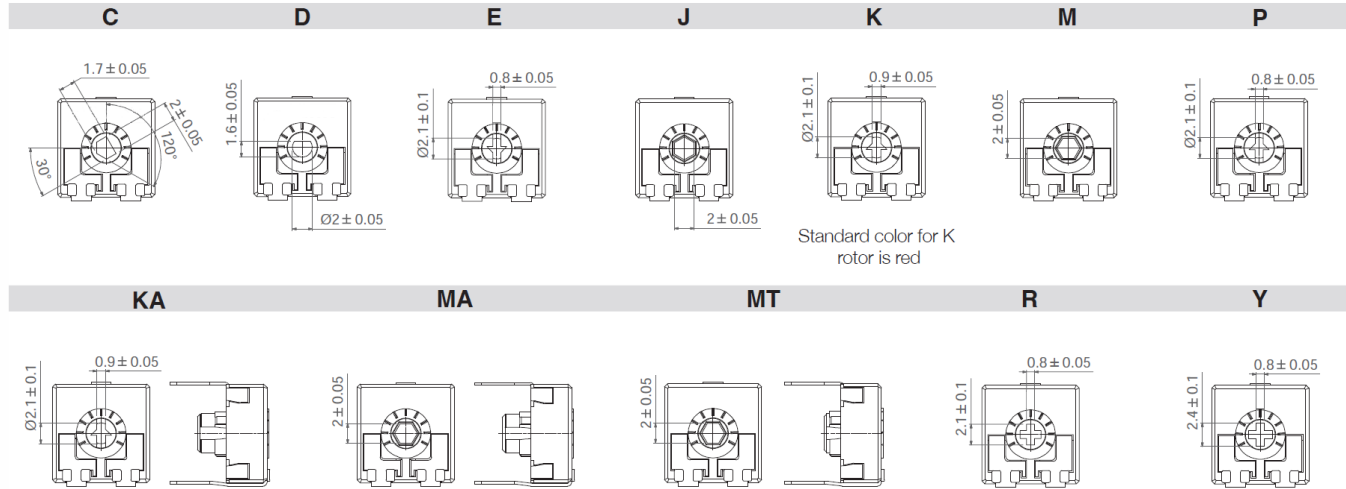 C D E J K M P
1.7 ± 0.05
2 ± 0.05
120°
30°
1.6 ± 0.05
Ø2 ± 0.05
0.8 ± 0.05
Ø2.1 ± 0.1
2 ± 0.05
0.9 ± 0.05
Ø2.1 ± 0.1
Standard color for K
rotor is red
2 ± 0.05
0.8 ± 0.05
Ø2.1 ± 0.1
KA MA MT R Y
0.9 ± 0.05
Ø2.1 ± 0.1
2 ± 0.05
2 ± 0.05
0.8 ± 0.05
2.1 ± 0.1
0.8 ± 0.05
2.4 ± 0.1